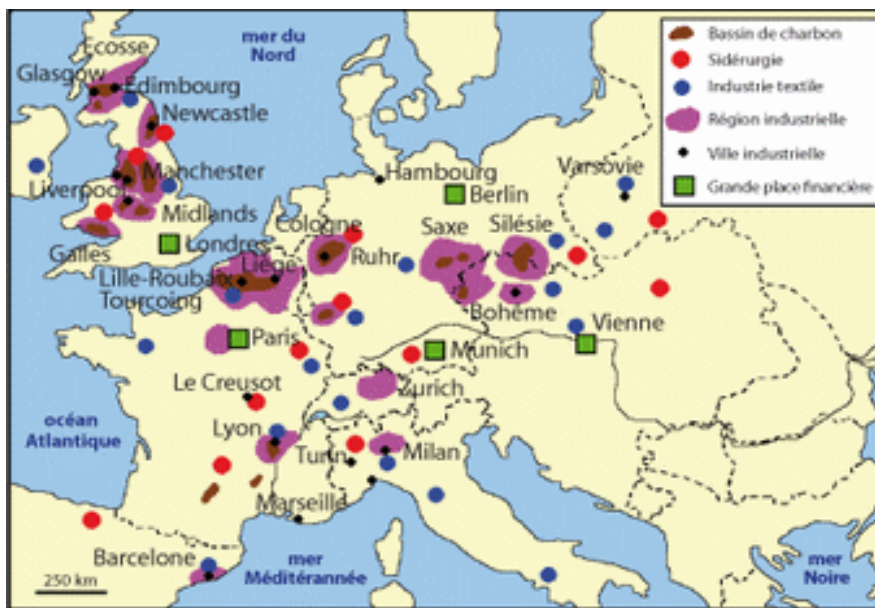 mer du
Nord
Bassin de charbon
Sidérurgie
Industrie textile
Région industrielle
Ville industrielle
Grande place financière
Ecosse
Glasgow
Edimbourg
Newcastle
Manchester
Liverpool
Midlands
Galles
Londres
Hambourg
Berlin
Varsovie
Cologne
Ruhr
Saxe
Silésie
Lille-Roubaix
Tourcoing
Liège
Bohème
Paris
Munich
Vienne
Le Creusot
Zurich
océan
Atlantique
Lyon
Turin
Milan
Marseille
Barcelone
mer
Méditérannée
mer
Noire
250 km